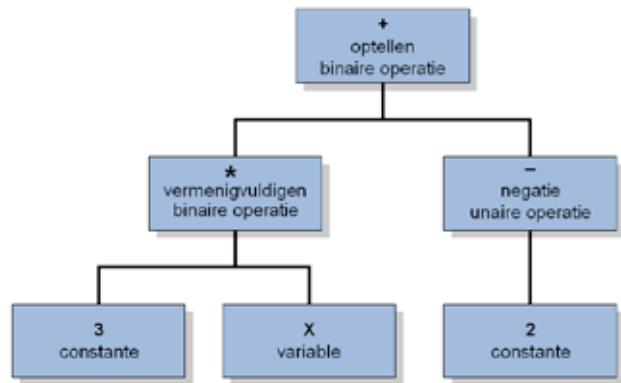 +
optellen
binaire operatie
*
vermenigvuldigen
binaire operatie
–
negatie
unaire operatie
3
constante
X
variable
2
constante